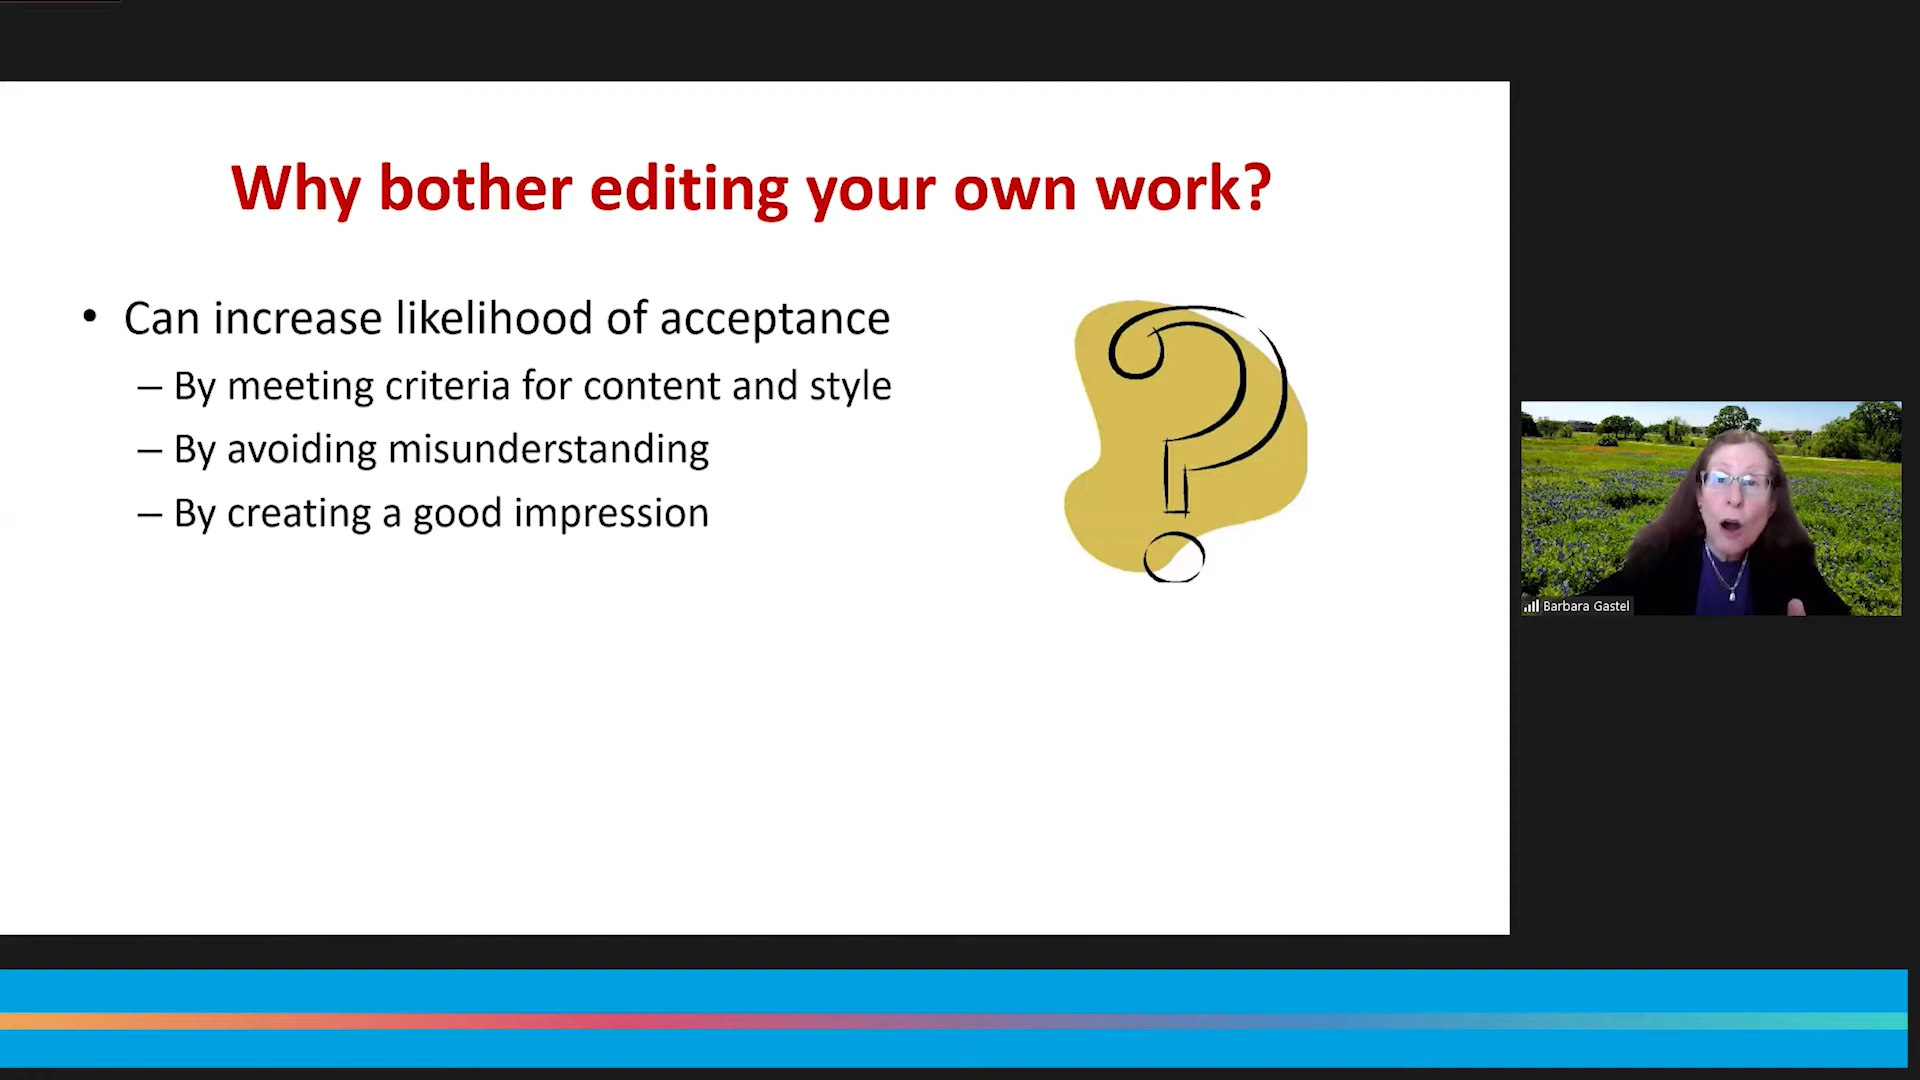 Why bother editing your own work?
• Can increase likelihood of acceptance
– By meeting criteria for content and style
– By avoiding misunderstanding
– By creating a good impression
?
Barbara Gastel